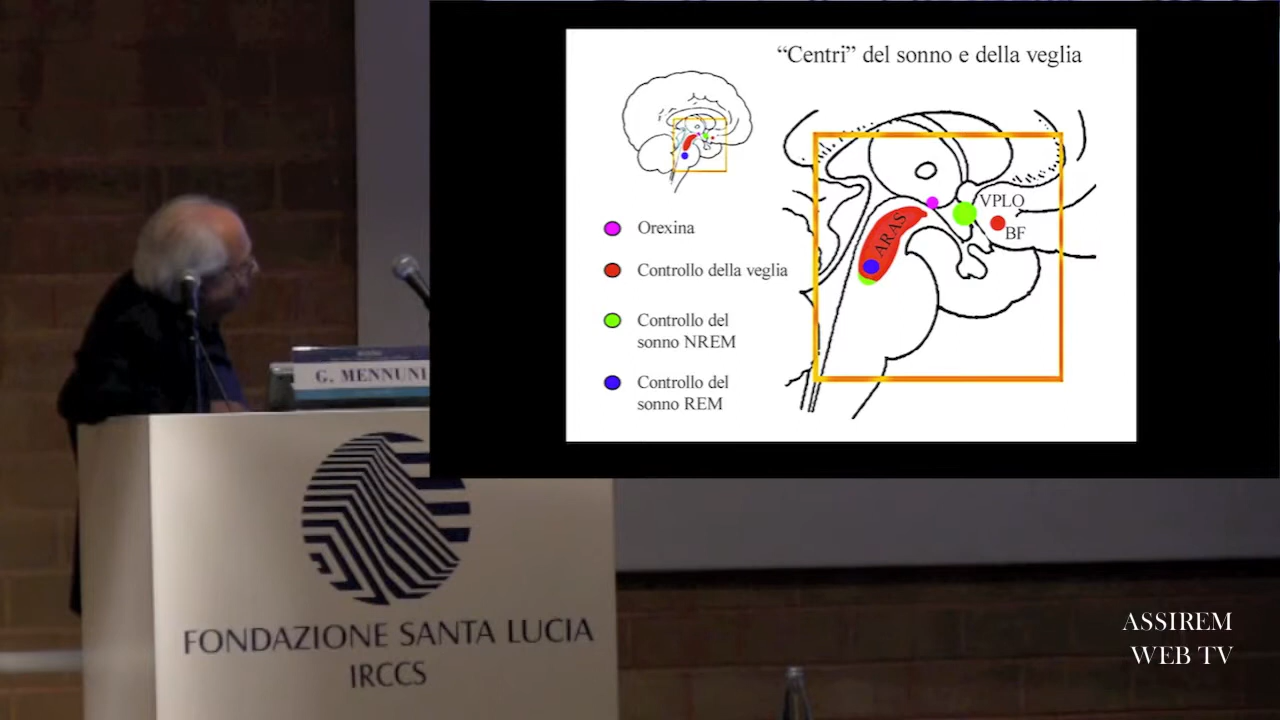 "Centri" del sonno e della veglia
Orexina
Controllo della veglia
Controllo del
sonno NREM
Controllo del
sonno REM
ARAS
VPLO
BF
G. MENNUNI
FONDAZIONE SANTA LUCIA
IRCCS
ASSIREM
WEB TV